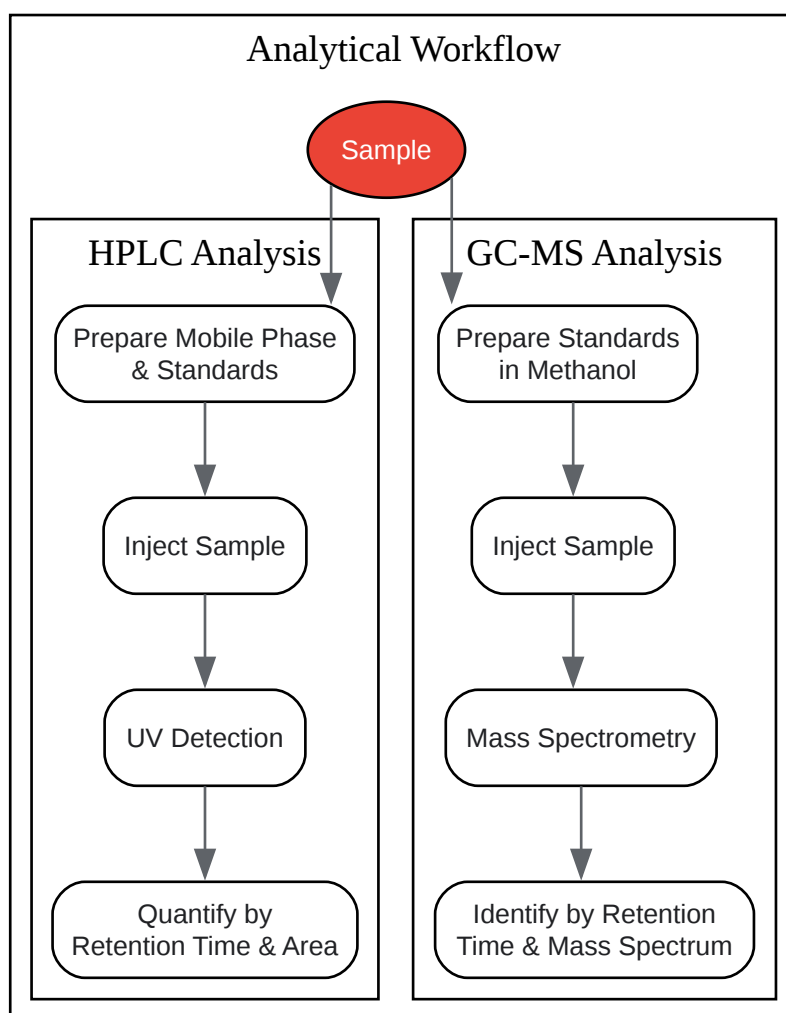 Analytical Workflow
Sample
HPLC Analysis
Prepare Mobile Phase
& Standards
Inject Sample
UV Detection
Quantify by
Retention Time & Area
GC-MS Analysis
Prepare Standards
in Methanol
Inject Sample
Mass Spectrometry
Identify by Retention
Time & Mass Spectrum